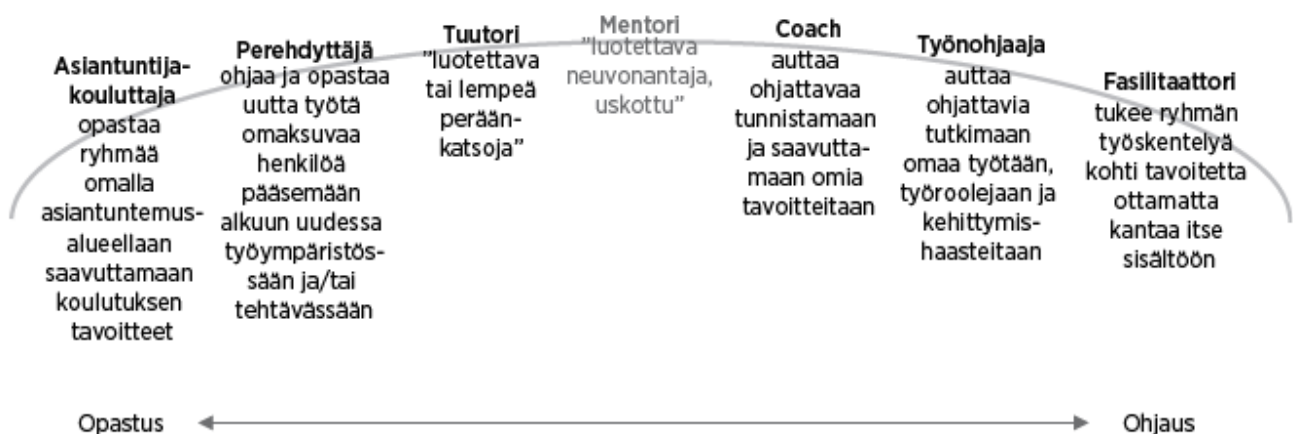 Asiantuntija-
kouluttaja
opastaa
ryhmää
omalla
asiantuntemus-
alueellaan
saavuttamaan
koulutuksen
tavoitteet
Perehdyttäjä
ohjaa ja opastaa
uutta työtä
omaksuvaa
henkilöä
pääsemään
alkuun uudessa
työympäristös-
sään ja/tai
tehtävässään
Tuutori
"luotettava
tai lempeä
perään-
katsoja”
Mentori
"luotettava
neuvonantaja,
uskottu”
Coach
auttaa
ohjattavaa
tunnistamaan
ja saavutta-
maan omia
tavoitteitaan
Työnohjaaja
auttaa
ohjattavia
tutkimaan
omaa työtään,
työroolejaan ja
kehittymis-
haasteitaan
Fasilitaattori
tukee ryhmän
työskentelyä
kohti tavoitetta
ottamatta
kantaa itse
sisältöön
Opastus
Ohjaus